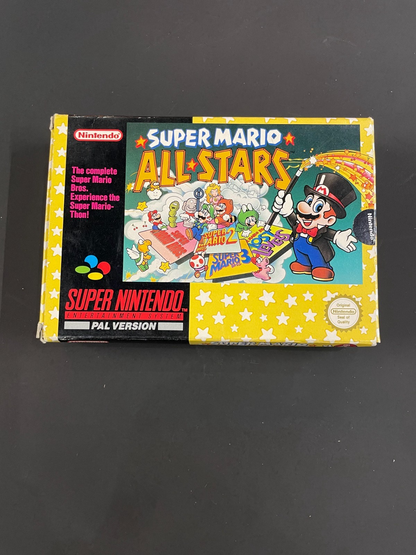 Nintendo
The complete
Super Mario
Bros.
Experience the
Super Mario-
Thon!
SUPER NINTENDO
ENTERTAINMENT SYSTEM
PAL VERSION
SUPER MARIO
ALL★STARS
SUPER
MARIO 2
SUPER
MARIO 3
Nintendo
Original
Nintendo
Seal of
Quality